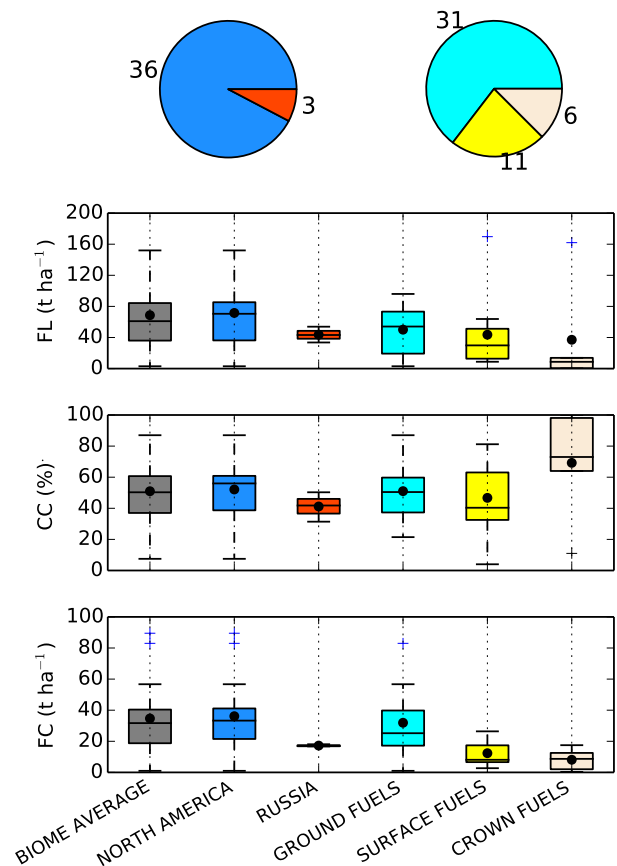 36
3
31
11
6
FL (t ha⁻¹)
200
160
120
80
40
0
CC (%)
100
80
60
40
20
0
FC (t ha⁻¹)
100
80
60
40
20
0
BIOME AVERAGE
NORTH AMERICA
RUSSIA
GROUND FUELS
SURFACE FUELS
CROWN FUELS